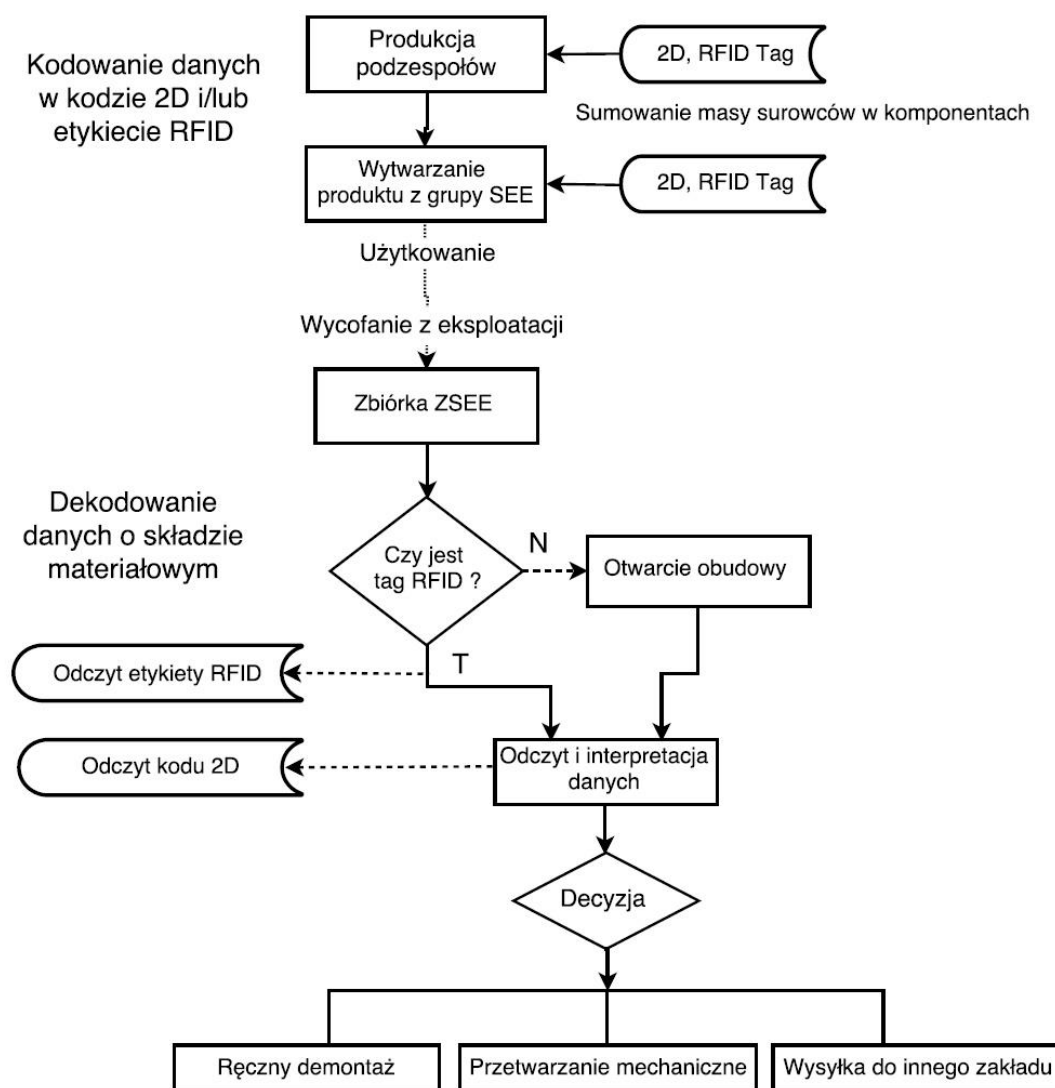 Produkcja
podzespołów
2D, RFID Tag
Kodowanie danych
w kodzie 2D i/lub
etykiecie RFID
Sumowanie masy surowców w komponentach
Wytwarzanie
produktu z grupy SEE
2D, RFID Tag
Użytkowanie
Wycofanie z eksploatacji
Zbiórka ZSEE
Dekodowanie
danych o składzie
materiałowym
Czy jest
tag RFID ?
N
Otwarcie obudowy
T
Odczyt etykiety RFID
Odczyt i interpretacja
danych
Odczyt kodu 2D
Decyzja
Ręczny demontaż
Przetwarzanie mechaniczne
Wysyłka do innego zakładu